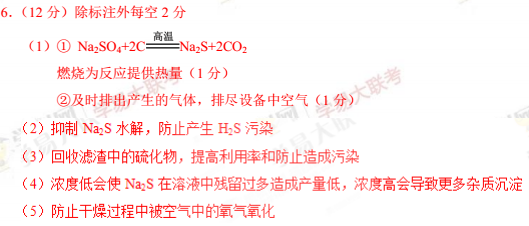 6.(12 分）除标注外每空 2 分
（1）① Na₂SO₄+2C高温═Na₂S+2CO₂
燃烧为反应提供热量（1 分）
②及时排出产生的气体，排尽设备中空气（1 分）
（2）抑制 Na₂S 水解，防止产生 H₂S 污染
（3）回收滤渣中的硫化物，提高利用率和防止造成污染
（4）浓度低会使 Na₂S 在溶液中残留过多造成产量低，浓度高会导致更多杂质沉淀
（5）防止干燥过程中被空气中的氧气氧化